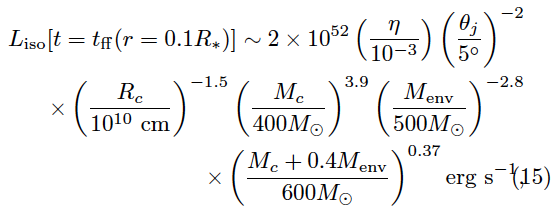 L_iso[t = t_ff(r = 0.1R_*)] ∼ 2 × 10^52 (η/10^−3) (θ_j/5°)^−2
× (R_c/10^10 cm)^−1.5 (M_c/400M_⊙)^3.9 (M_env/500M_⊙)^−2.8
× (M_c + 0.4M_env/600M_⊙)^0.37 erg s^−1, (15)